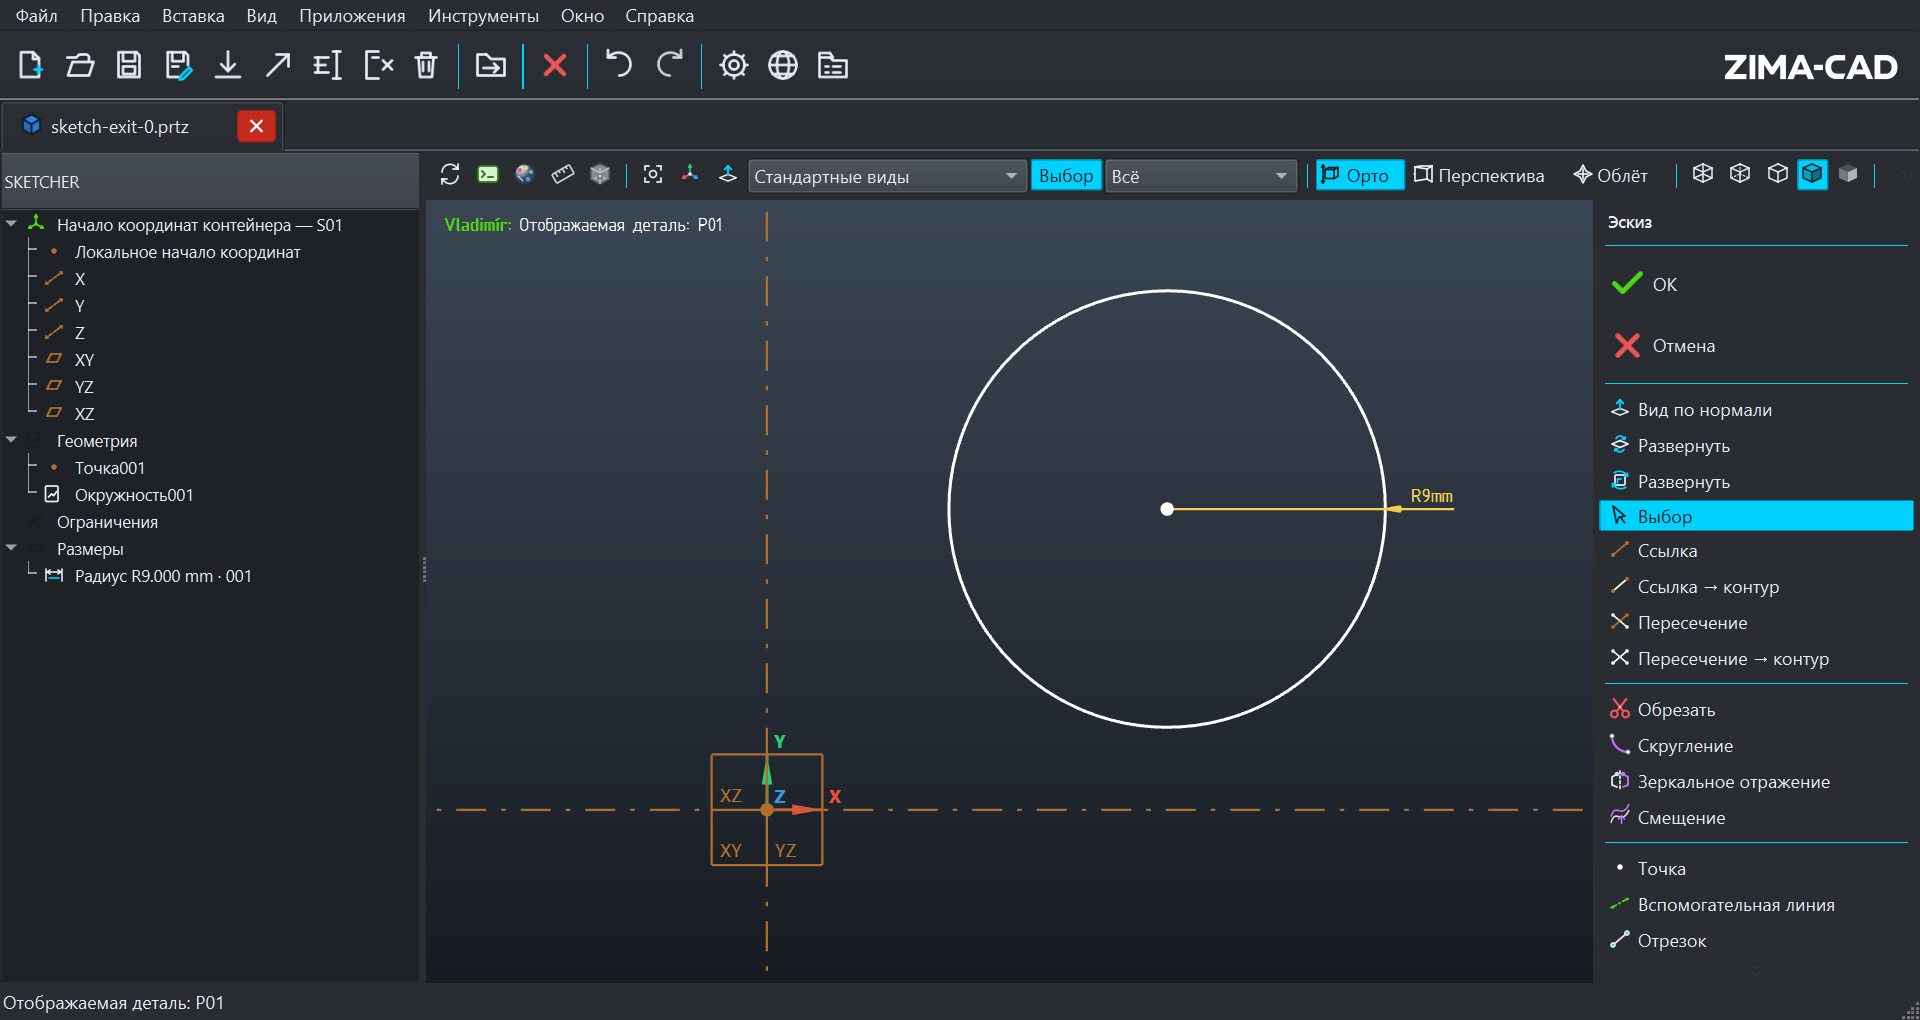 Файл Правка Вставка Вид Приложения Инструменты Окно Справка
ZIMA-CAD
sketch-exit-0.prtz
SKETCHER
Стандартные виды Выбор Всё Орто Перспектива Облёт
Начало координат контейнера — S01
Локальное начало координат
X
Y
Z
XY
YZ
XZ
Геометрия
Точка001
Окружность001
Ограничения
Размеры
Радиус R9.000 mm · 001
Vladimír: Отображаемая деталь: P01
R9mm
Y
XZ Z X
XY YZ
Эскиз
OK
Отмена
Вид по нормали
Развернуть
Развернуть
Выбор
Ссылка
Ссылка → контур
Пересечение
Пересечение → контур
Обрезать
Скругление
Зеркальное отражение
Смещение
Точка
Вспомогательная линия
Отрезок
Отображаемая деталь: P01